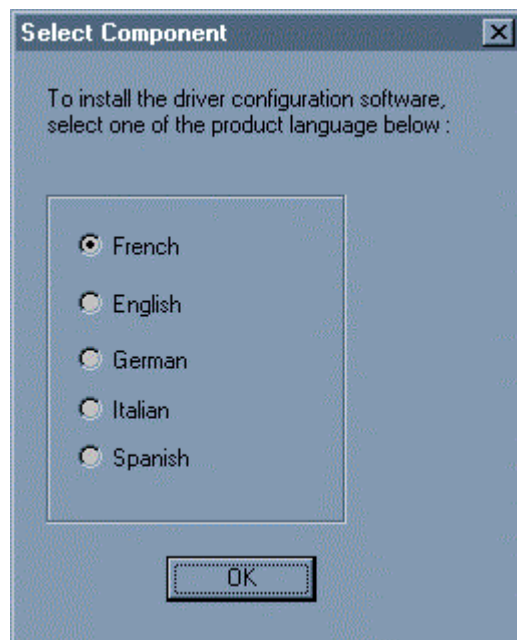 Select Component
To install the driver configuration software,
select one of the product language below :
French
English
German
Italian
Spanish
OK